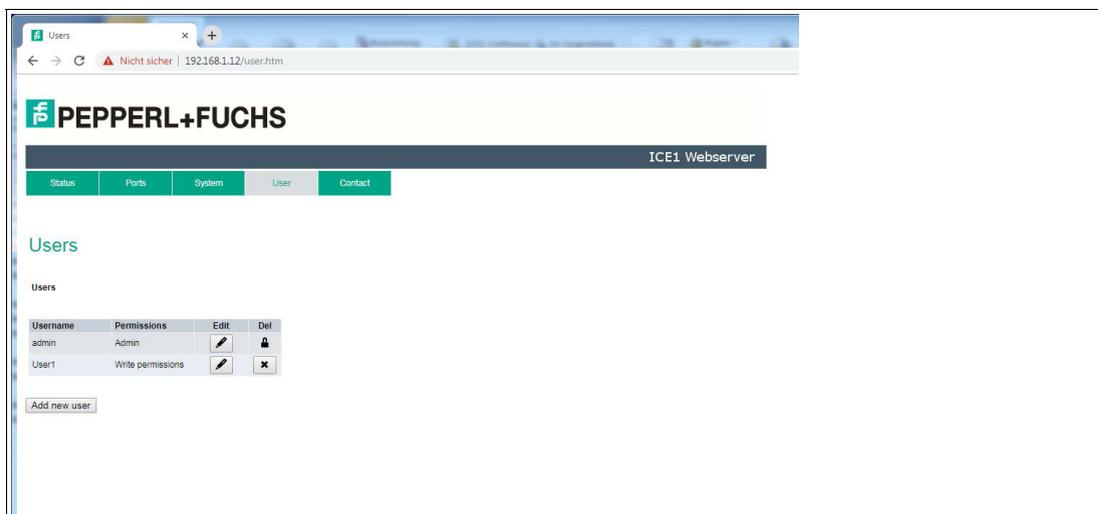 Users
Nicht sicher | 192.168.1.12/user.htm
PEPPERL+FUCHS
ICE1 Webserver
Status Ports System User Contact
Users
Users
Username Permissions Edit Del
admin Admin
User1 Write permissions
Add new user